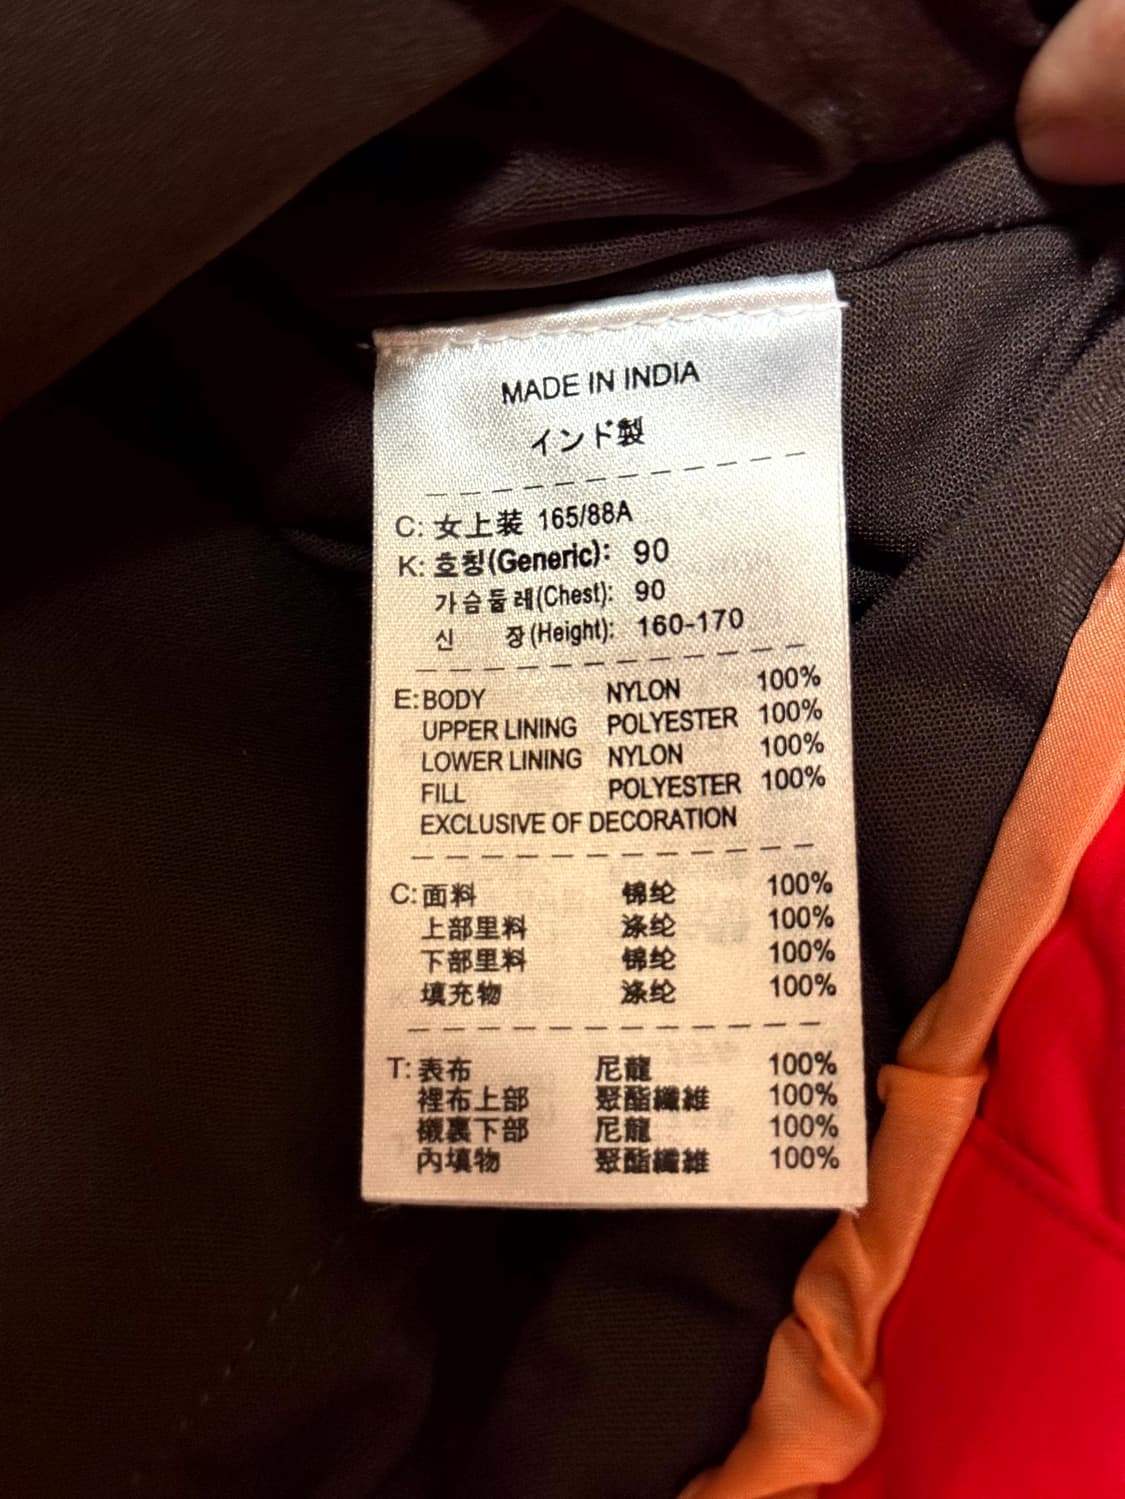 MADE IN INDIA
インド製
C: 女上装 165/88A
K: 호칭(Generic): 90
가슴둘레(Chest): 90
신 장(Height): 160-170
E: BODY NYLON 100%
UPPER LINING POLYESTER 100%
LOWER LINING NYLON 100%
FILL POLYESTER 100%
EXCLUSIVE OF DECORATION
C: 面料 锦纶 100%
上部里料 涤纶 100%
下部里料 锦纶 100%
填充物 涤纶 100%
T: 表布 尼龍 100%
裡布上部 聚酯纖維 100%
襯裏下部 尼龍 100%
內填物 聚酯纖維 100%